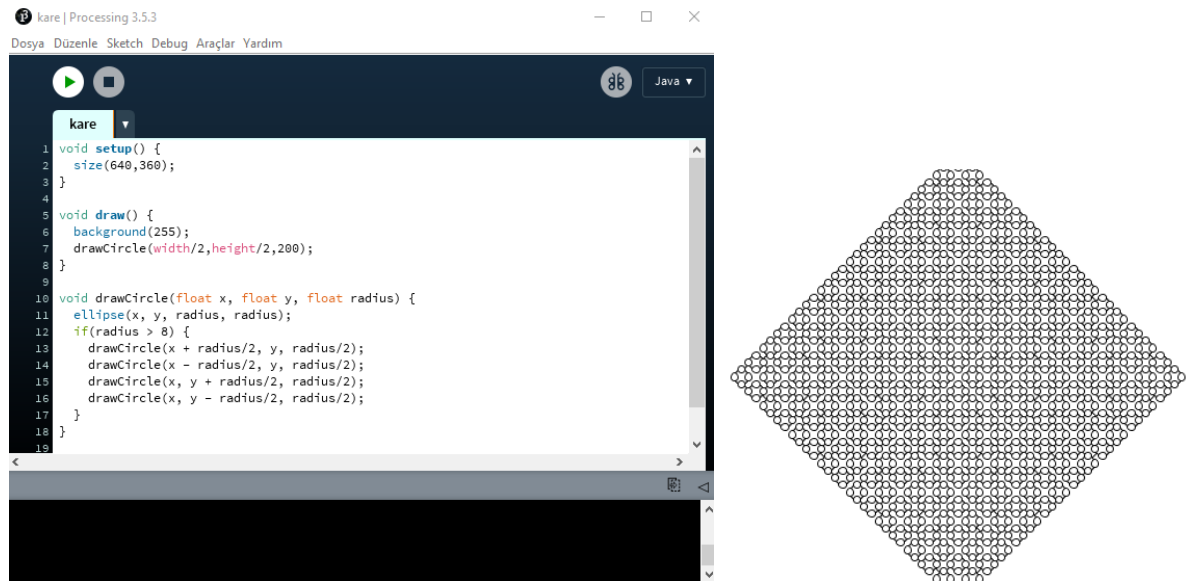 kare | Processing 3.5.3
Dosya Düzenle Sketch Debug Araçlar Yardım
Java ▼
kare ▼
1 void setup() {
2   size(640,360);
3 }
4
5 void draw() {
6   background(255);
7   drawCircle(width/2,height/2,200);
8 }
9
10 void drawCircle(float x, float y, float radius) {
11   ellipse(x, y, radius, radius);
12   if(radius > 8) {
13     drawCircle(x + radius/2, y, radius/2);
14     drawCircle(x - radius/2, y, radius/2);
15     drawCircle(x, y + radius/2, radius/2);
16     drawCircle(x, y - radius/2, radius/2);
17   }
18 }
19